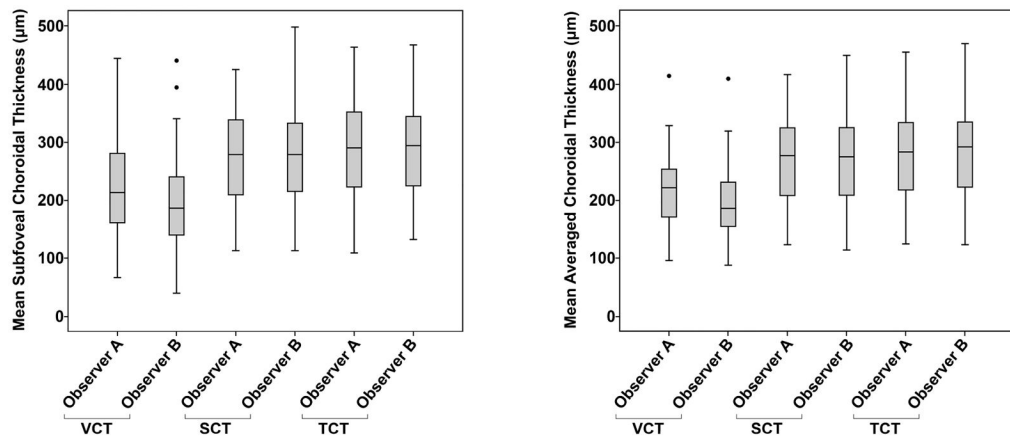 Mean Subfoveal Choroidal Thickness (µm)
500
400
300
200
100
0
Observer A
Observer B
Observer A
Observer B
Observer A
Observer B
VCT
SCT
TCT
Mean Averaged Choroidal Thickness (µm)
500
400
300
200
100
0
Observer A
Observer B
Observer A
Observer B
Observer A
Observer B
VCT
SCT
TCT